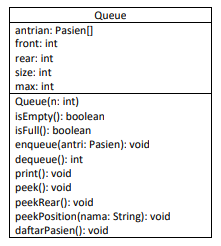 Queue
antrian: Pasien[]
front: int
rear: int
size: int
max: int
Queue(n: int)
isEmpty(): boolean
isFull(): boolean
enqueue(antri: Pasien): void
dequeue(): int
print(): void
peek(): void
peekRear(): void
peekPosition(nama: String): void
daftarPasien(): void